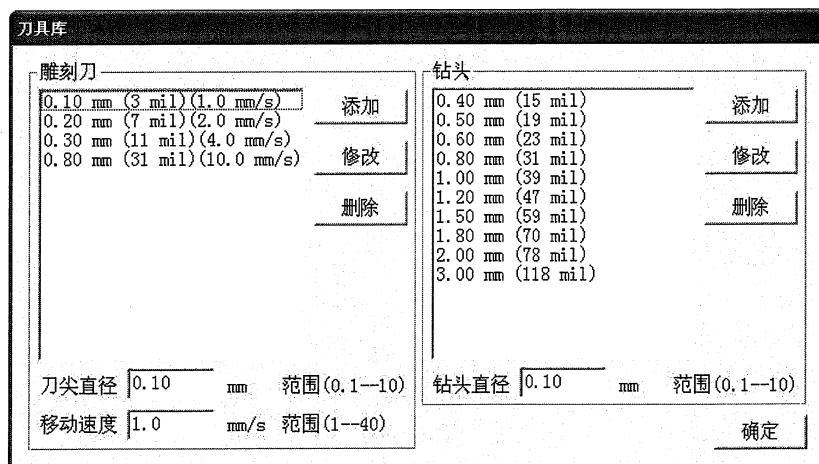 刀具库
雕刻刀
0.10 mm (3 mil)(1.0 mm/s)
0.20 mm (7 mil)(2.0 mm/s)
0.30 mm (11 mil)(4.0 mm/s)
0.80 mm (31 mil)(10.0 mm/s)
添加
修改
删除
刀尖直径 0.10 mm 范围(0.1--10)
移动速度 1.0 mm/s 范围(1--40)
钻头
0.40 mm (15 mil)
0.50 mm (19 mil)
0.60 mm (23 mil)
0.80 mm (31 mil)
1.00 mm (39 mil)
1.20 mm (47 mil)
1.50 mm (59 mil)
1.80 mm (70 mil)
2.00 mm (78 mil)
3.00 mm (118 mil)
添加
修改
删除
钻头直径 0.10 mm 范围(0.1--10)
确定